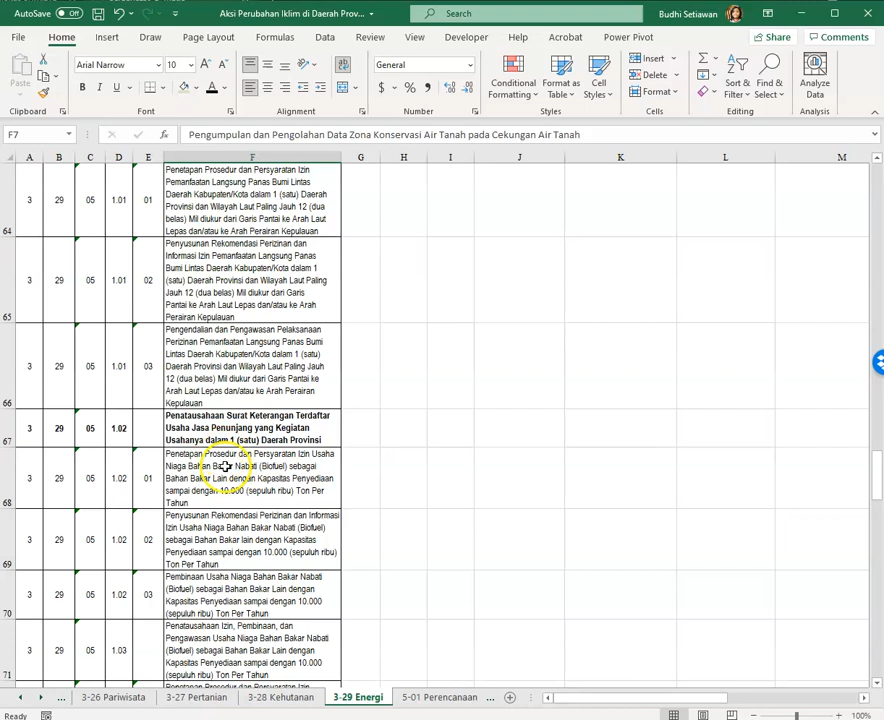 AutoSave Off Aksi Perubahan Iklim di Daerah Prov... Search Budhi Setiawan
File Home Insert Draw Page Layout Formulas Data Review View Developer Help Acrobat Power Pivot Share Comments
Paste Arial Narrow 10 General Conditional Formatting Format as Table Cell Styles Insert Delete Format Sort & Filter Find & Select Analyze Data
Clipboard Font Alignment Number Styles Cells Editing Analysis
F7 fx Pengumpulan dan Pengolahan Data Zona Konservasi Air Tanah pada Cekungan Air Tanah
A B C D E F G H I J K L M
64 3 29 05 1.01 01
Penetapan Prosedur dan Persyaratan Izin
Pemanfaatan Langsung Panas Bumi Lintas
Daerah Kabupaten/Kota dalam 1 (satu) Daerah
Provinsi dan Wilayah Laut Paling Jauh 12 (dua
belas) Mil diukur dari Garis Pantai ke Arah Laut
Lepas dan/atau ke Arah Perairan Kepulauan
65 3 29 05 1.01 02
Penyusunan Rekomendasi Perizinan dan
Informasi Izin Pemanfaatan Langsung Panas
Bumi Lintas Daerah Kabupaten/Kota dalam 1
(satu) Daerah Provinsi dan Wilayah Laut Paling
Jauh 12 (dua belas) Mil diukur dari Garis
Pantai ke Arah Laut Lepas dan/atau ke Arah
Perairan Kepulauan
66 3 29 05 1.01 03
Pengendalian dan Pengawasan Pelaksanaan
Perizinan Pemanfaatan Langsung Panas Bumi
Lintas Daerah Kabupaten/Kota dalam 1 (satu)
Daerah Provinsi dan Wilayah Laut Paling Jauh
12 (dua belas) Mil diukur dari Garis Pantai ke
Arah Laut Lepas dan/atau ke Arah Perairan
Kepulauan
67 3 29 05 1.02
Penatausahaan Surat Keterangan Terdaftar
Usaha Jasa Penunjang yang Kegiatan
Usahanya dalam 1 (satu) Daerah Provinsi
68 3 29 05 1.02 01
Penetapan Prosedur dan Persyaratan Izin Usaha
Niaga Bahan Bakar Nabati (Biofuel) sebagai
Bahan Bakar Lain dengan Kapasitas Penyediaan
sampai dengan 10.000 (sepuluh ribu) Ton Per
Tahun
69 3 29 05 1.02 02
Penyusunan Rekomendasi Perizinan dan Informasi
Izin Usaha Niaga Bahan Bakar Nabati (Biofuel)
sebagai Bahan Bakar lain dengan Kapasitas
Penyediaan sampai dengan 10.000 (sepuluh ribu)
Ton Per Tahun
70 3 29 05 1.02 03
Pembinaan Usaha Niaga Bahan Bakar Nabati
(Biofuel) sebagai Bahan Bakar Lain dengan
Kapasitas Penyediaan sampai dengan 10.000
(sepuluh ribu) Ton Per Tahun
71 3 29 05 1.03
Penatausahaan Izin, Pembinaan, dan
Pengawasan Usaha Niaga Bahan Bakar Nabati
(Biofuel) sebagai Bahan Bakar Lain dengan
Kapasitas Penyediaan sampai dengan 10.000
(sepuluh ribu) Ton Per Tahun
... 3-26 Pariwisata 3-27 Pertanian 3-28 Kehutanan 3-29 Energi 5-01 Perencanaan ...
Ready 100%